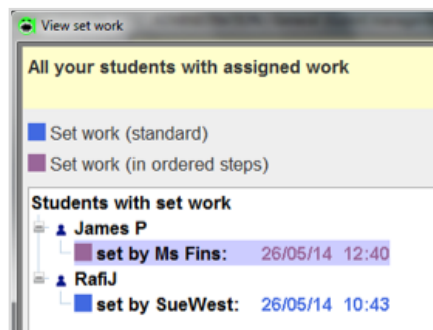 View set work
All your students with assigned work
Set work (standard)
Set work (in ordered steps)
Students with set work
James P
set by Ms Fins: 26/05/14 12:40
RafiJ
set by SueWest: 26/05/14 10:43